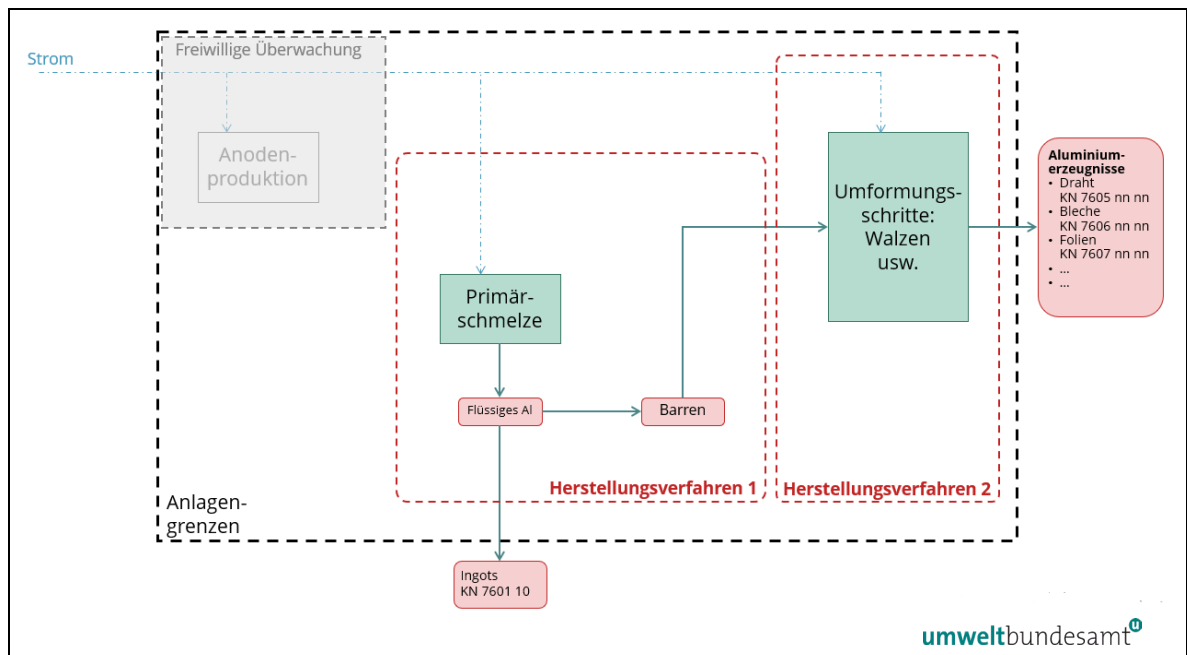 Freiwillige Überwachung
Strom
Anoden-
produktion
Primär-
schmelze
Flüssiges Al
Barren
Umformungs-
schritte:
Walzen
usw.
Aluminium-
erzeugnisse
• Draht
KN 7605 nn nn
• Bleche
KN 7606 nn nn
• Folien
KN 7607 nn nn
• ...
• ...
Herstellungsverfahren 1
Herstellungsverfahren 2
Anlagen-
grenzen
Ingots
KN 7601 10
umweltbundesamt
u